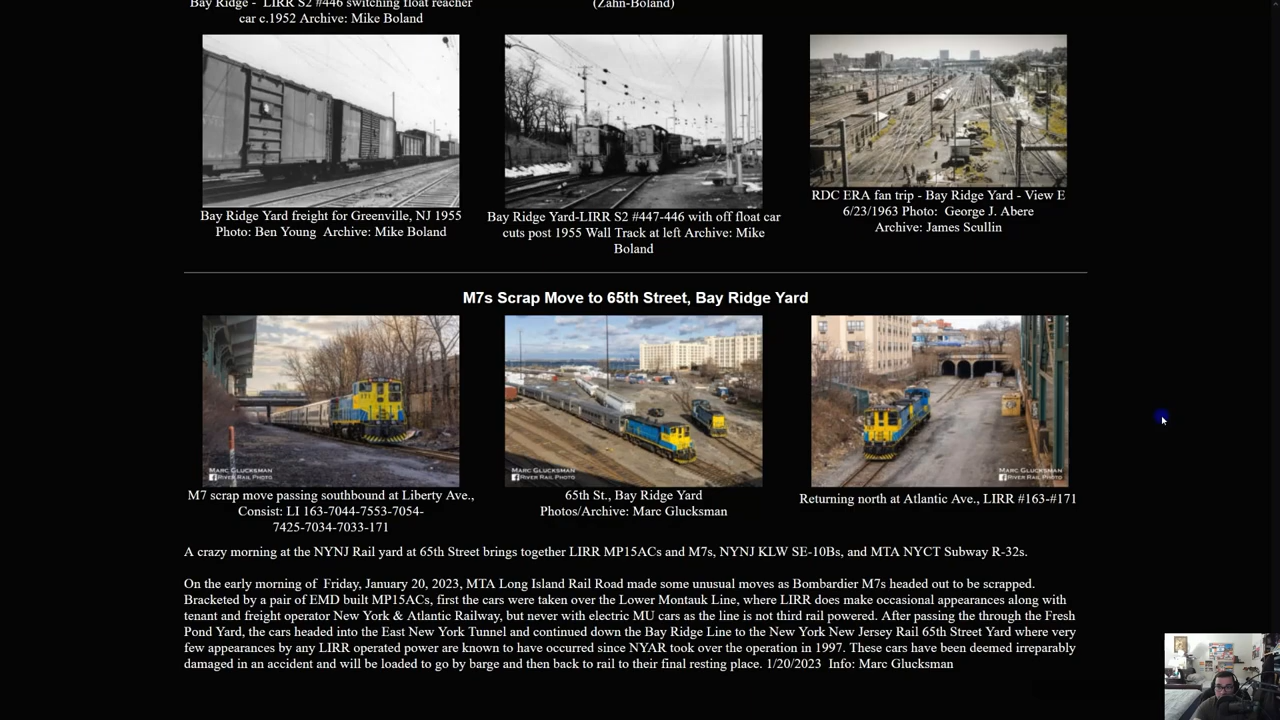 Bay Ridge - LIRR S2 #446 switching float reacher
car c.1952 Archive: Mike Boland
(Zahn-Boland)
Bay Ridge Yard freight for Greenville, NJ 1955
Photo: Ben Young Archive: Mike Boland
Bay Ridge Yard-LIRR S2 #447-446 with off float car
cuts post 1955 Wall Track at left Archive: Mike
Boland
RDC ERA fan trip - Bay Ridge Yard - View E
6/23/1963 Photo: George J. Abere
Archive: James Scullin
M7s Scrap Move to 65th Street, Bay Ridge Yard
MARC GLUCKSMAN
RIVER RAIL PHOTO
MARC GLUCKSMAN
RIVER RAIL PHOTO
MARC GLUCKSMAN
RIVER RAIL PHOTO
M7 scrap move passing southbound at Liberty Ave.,
Consist: LI 163-7044-7553-7054-
7425-7034-7033-171
65th St., Bay Ridge Yard
Photos/Archive: Marc Glucksman
Returning north at Atlantic Ave., LIRR #163-#171
A crazy morning at the NYNJ Rail yard at 65th Street brings together LIRR MP15ACs and M7s, NYNJ KLW SE-10Bs, and MTA NYCT Subway R-32s.
On the early morning of Friday, January 20, 2023, MTA Long Island Rail Road made some unusual moves as Bombardier M7s headed out to be scrapped.
Bracketed by a pair of EMD built MP15ACs, first the cars were taken over the Lower Montauk Line, where LIRR does make occasional appearances along with
tenant and freight operator New York & Atlantic Railway, but never with electric MU cars as the line is not third rail powered. After passing the through the Fresh
Pond Yard, the cars headed into the East New York Tunnel and continued down the Bay Ridge Line to the New York New Jersey Rail 65th Street Yard where very
few appearances by any LIRR operated power are known to have occurred since NYAR took over the operation in 1997. These cars have been deemed irreparably
damaged in an accident and will be loaded to go by barge and then back to rail to their final resting place. 1/20/2023 Info: Marc Glucksman